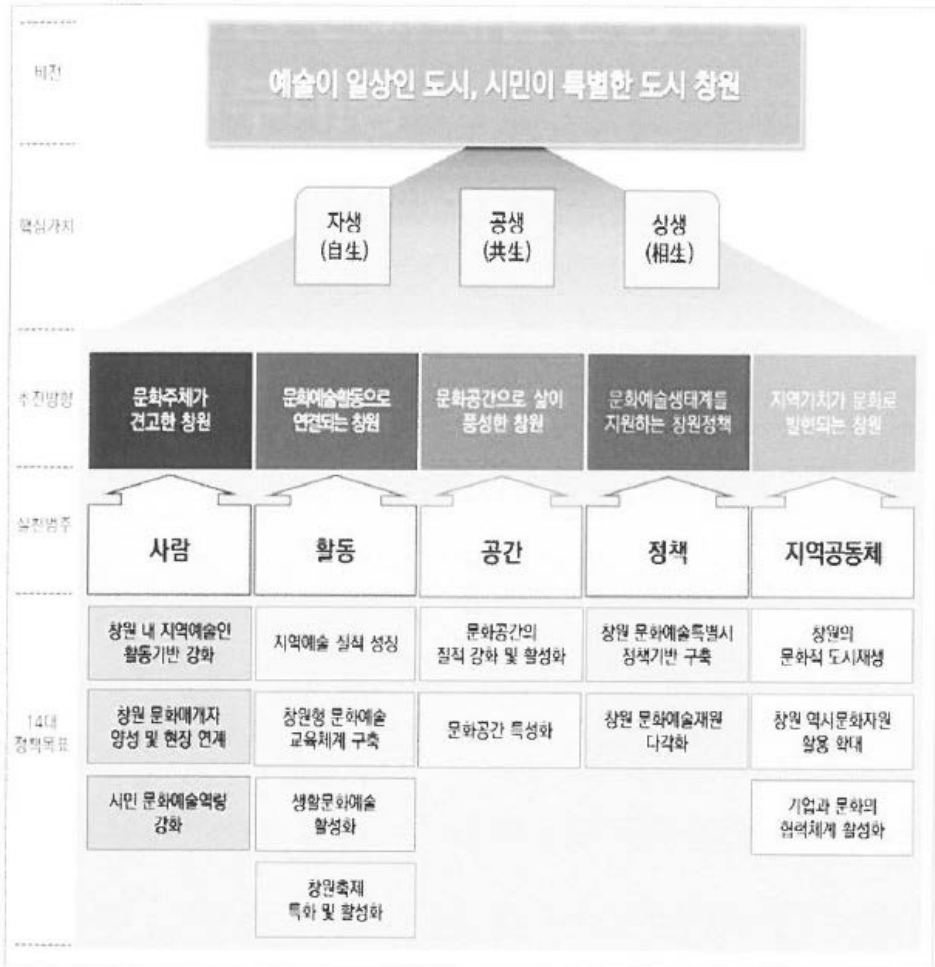 비전
예술이 일상인 도시, 시민이 특별한 도시 창원
핵심가치
자생
(自生)
공생
(共生)
상생
(相生)
추진방향
문화주체가
견고한 창원
문화예술활동으로
연결되는 창원
문화공간으로 삶이
풍성한 창원
문화예술생태계를
지원하는 창원정책
지역가치가 문화로
발현되는 창원
실천범주
사람
활동
공간
정책
지역공동체
14대
정책목표
창원 내 지역예술인
활동기반 강화
지역예술 질적 성장
문화공간의
질적 강화 및 활성화
창원 문화예술특별시
정책기반 구축
창원의
문화적 도시재생
창원 문화매개자
양성 및 현장 연계
창원형 문화예술
교육체계 구축
문화공간 특성화
창원 문화예술재원
다각화
창원 역사문화자원
활용 확대
시민 문화예술역량
강화
생활문화예술
활성화
기업과 문화의
협력체계 활성화
창원축제
특화 및 활성화